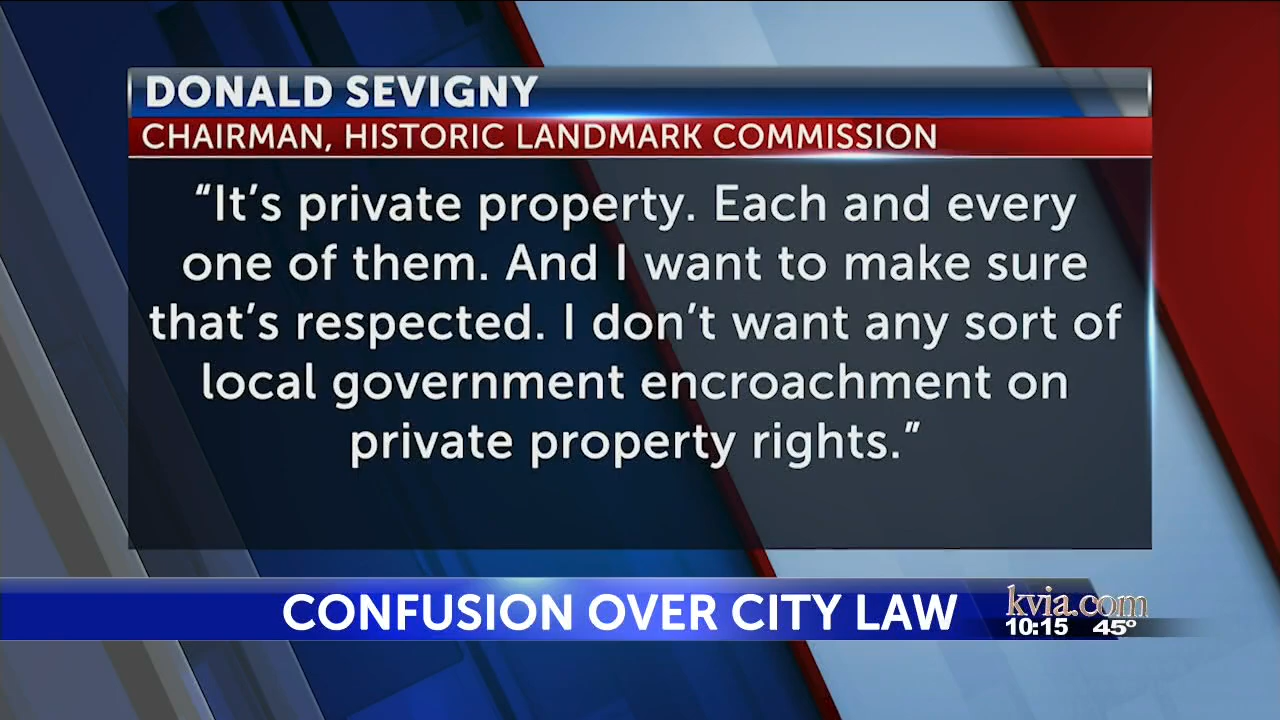 DONALD SEVIGNY
CHAIRMAN, HISTORIC LANDMARK COMMISSION
“It’s private property. Each and every
one of them. And I want to make sure
that’s respected. I don’t want any sort of
local government encroachment on
private property rights.”
CONFUSION OVER CITY LAW
kvia.com
10:15 45°